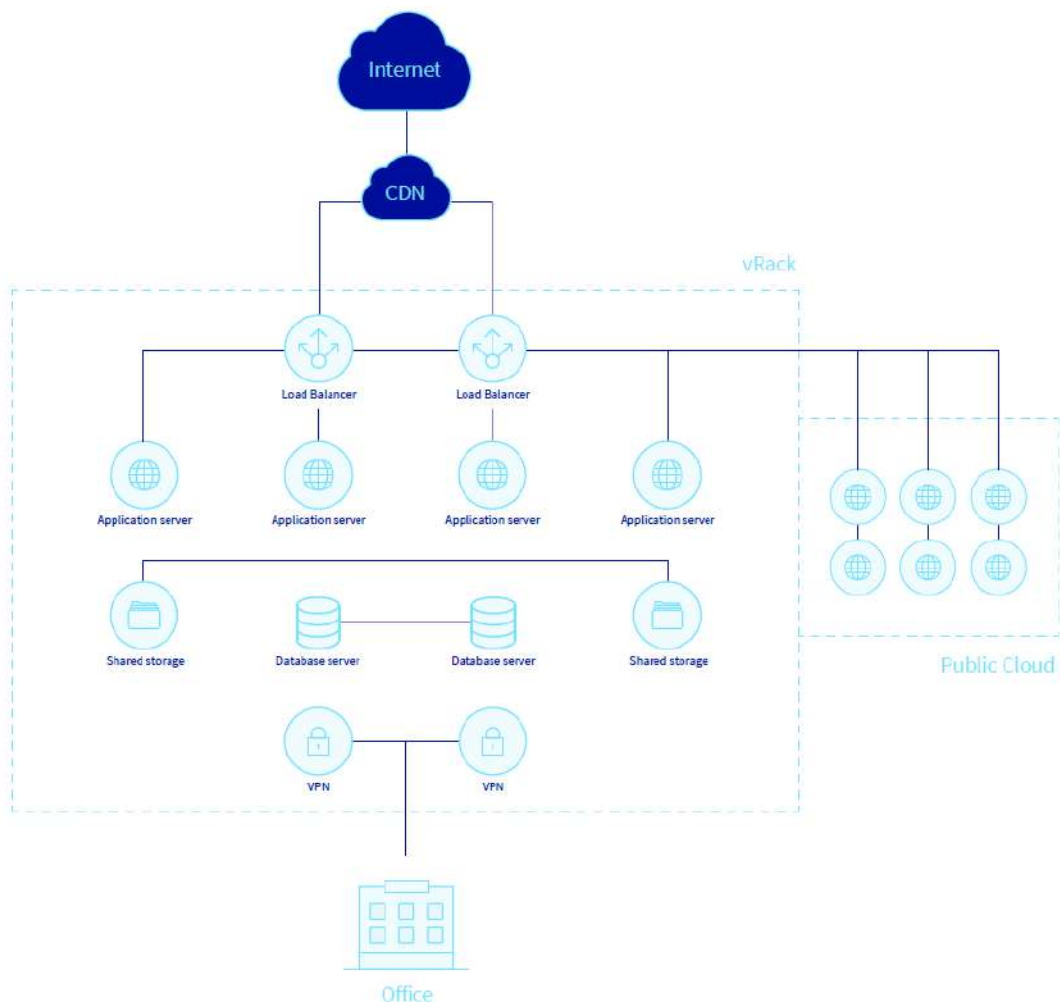 Internet
CDN
vRack
Load Balancer
Load Balancer
Application server
Application server
Application server
Application server
Shared storage
Database server
Database server
Shared storage
Public Cloud
VPN
VPN
Office